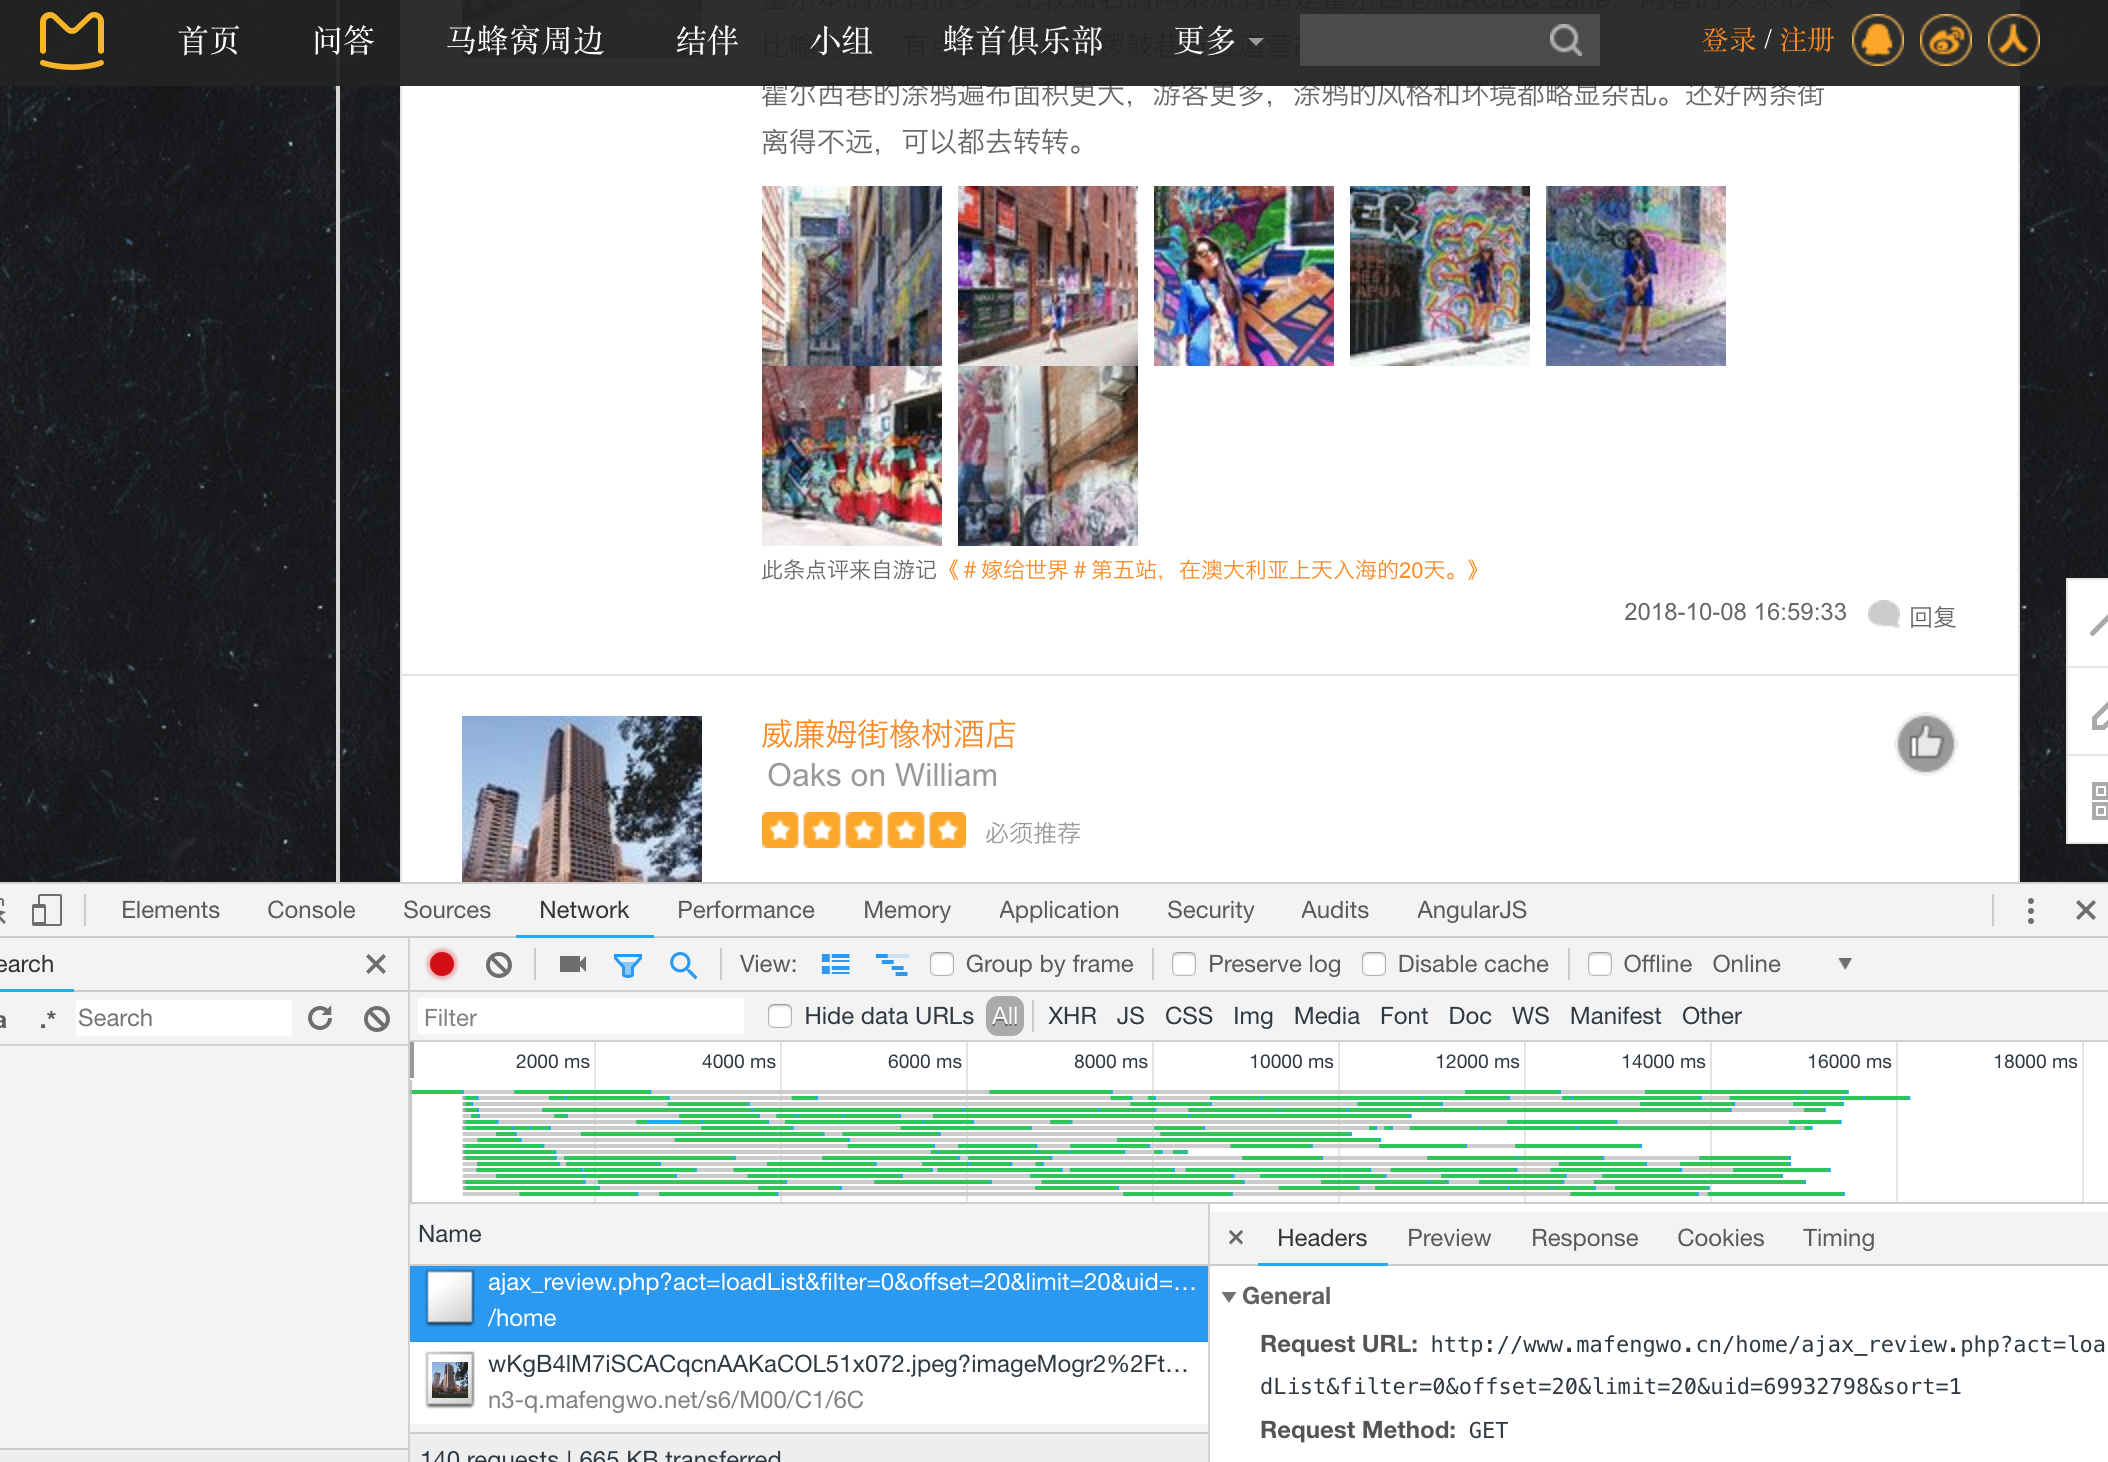 首页 问答 马蜂窝周边 结伴 小组 蜂首俱乐部 更多 登录 / 注册
霍尔西巷的涂鸦遍布面积更大，游客更多，涂鸦的风格和环境都略显杂乱。还好两条街
离得不远，可以都去转转。
此条点评来自游记《＃嫁给世界＃第五站，在澳大利亚上天入海的20天。》
2018-10-08 16:59:33 回复
威廉姆街橡树酒店
Oaks on William
必须推荐
Elements Console Sources Network Performance Memory Application Security Audits AngularJS
earch
View: Group by frame Preserve log Disable cache Offline Online
.* Search
Filter Hide data URLs All XHR JS CSS Img Media Font Doc WS Manifest Other
2000 ms 4000 ms 6000 ms 8000 ms 10000 ms 12000 ms 14000 ms 16000 ms 18000 ms
Name
ajax_review.php?act=loadList&filter=0&offset=20&limit=20&uid=…
/home
wKgB4lM7iSCACqcnAAKaCOL51x072.jpeg?imageMogr2%2Ft…
n3-q.mafengwo.net/s6/M00/C1/6C
140 requests | 665 KB transferred
Headers Preview Response Cookies Timing
General
Request URL: http://www.mafengwo.cn/home/ajax_review.php?act=loa
dList&filter=0&offset=20&limit=20&uid=69932798&sort=1
Request Method: GET